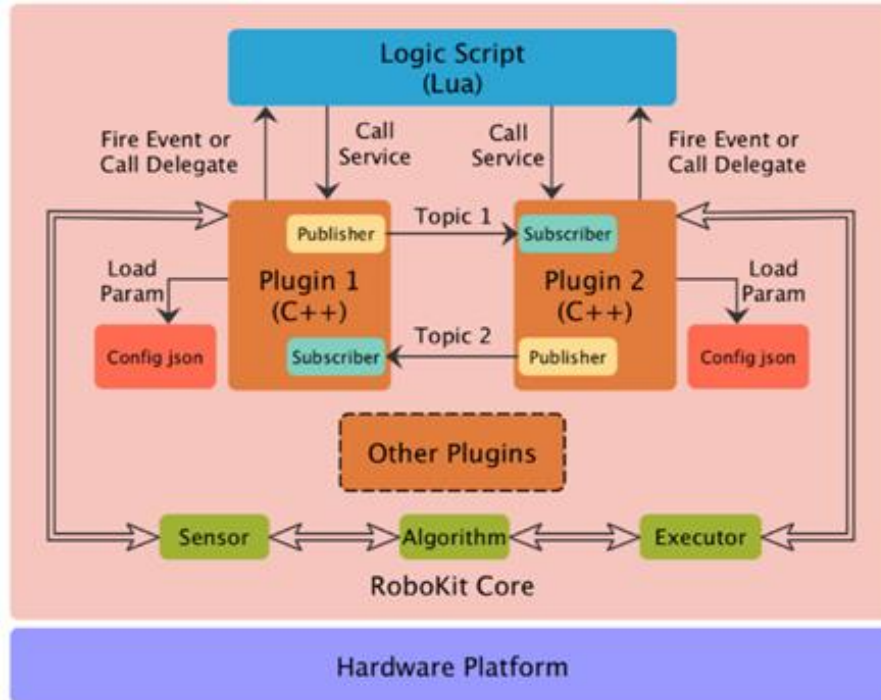 Logic Script
(Lua)
Fire Event or
Call Delegate
Call
Service
Call
Service
Fire Event or
Call Delegate
Publisher
Topic 1
Subscriber
Plugin 1
(C++)
Plugin 2
(C++)
Load
Param
Load
Param
Topic 2
Config json
Subscriber
Publisher
Config json
Other Plugins
Sensor
Algorithm
Executor
RoboKit Core
Hardware Platform